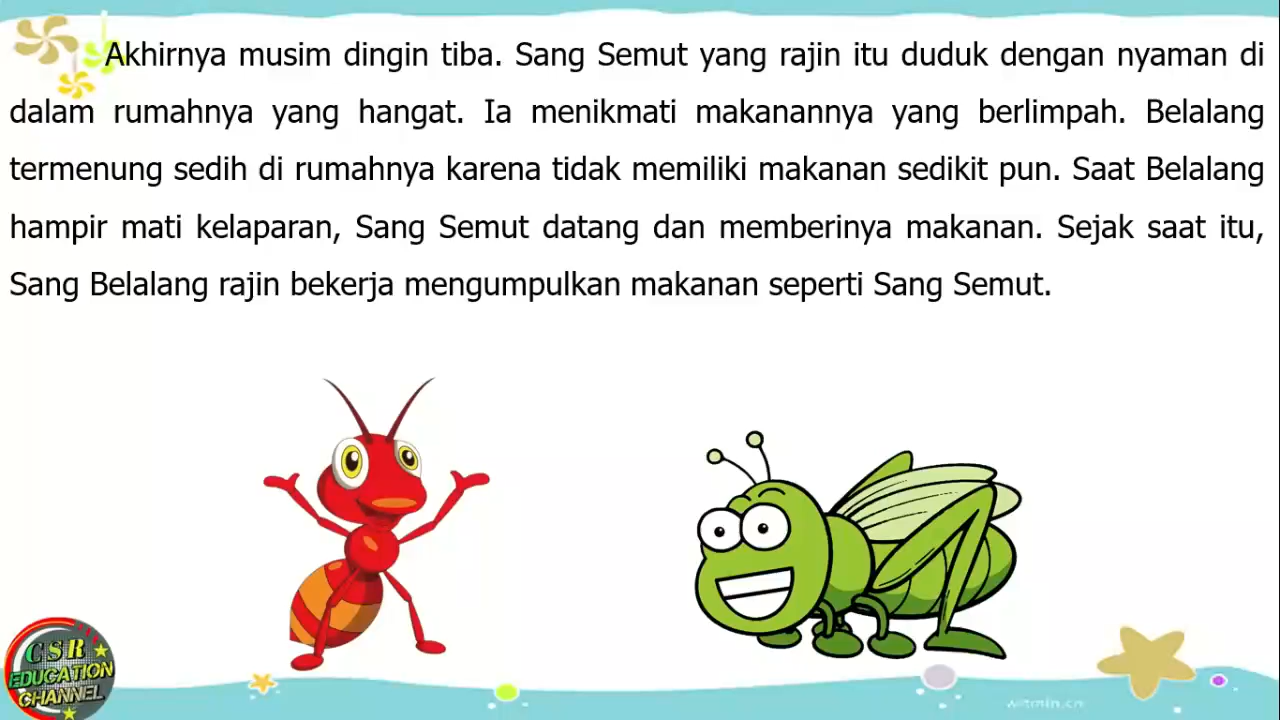 Akhirnya musim dingin tiba. Sang Semut yang rajin itu duduk dengan nyaman di
dalam rumahnya yang hangat. Ia menikmati makanannya yang berlimpah. Belalang
termenung sedih di rumahnya karena tidak memiliki makanan sedikit pun. Saat Belalang
hampir mati kelaparan, Sang Semut datang dan memberinya makanan. Sejak saat itu,
Sang Belalang rajin bekerja mengumpulkan makanan seperti Sang Semut.
CSR
EDUCATION
CHANNEL